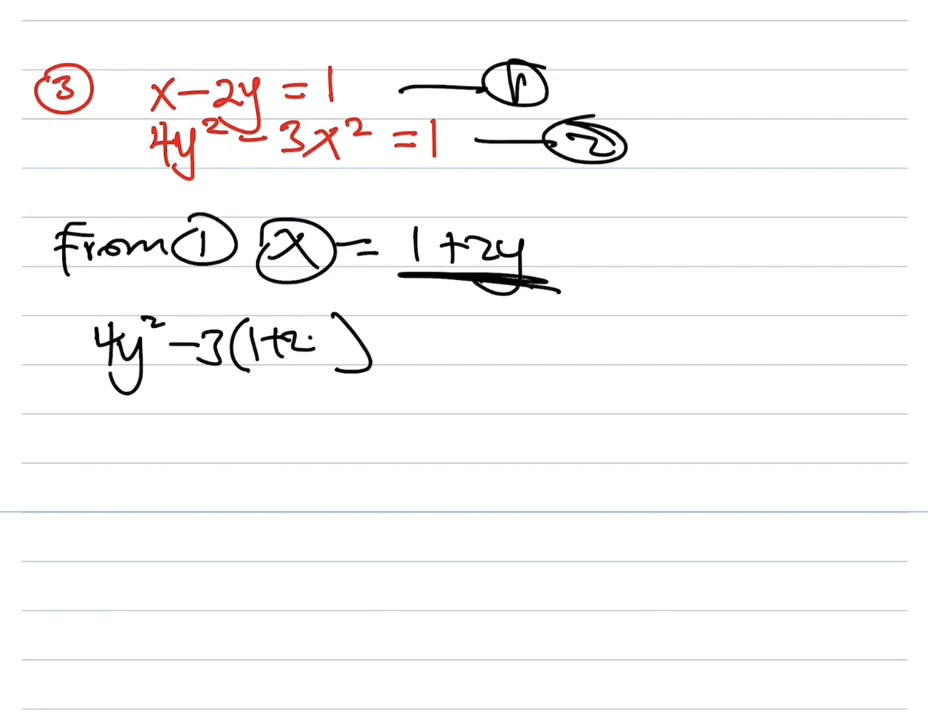 ③ x - 2y = 1 — ①
4y² - 3x² = 1 — ②
From ① x = 1 + 2y
4y² - 3(1+2 )